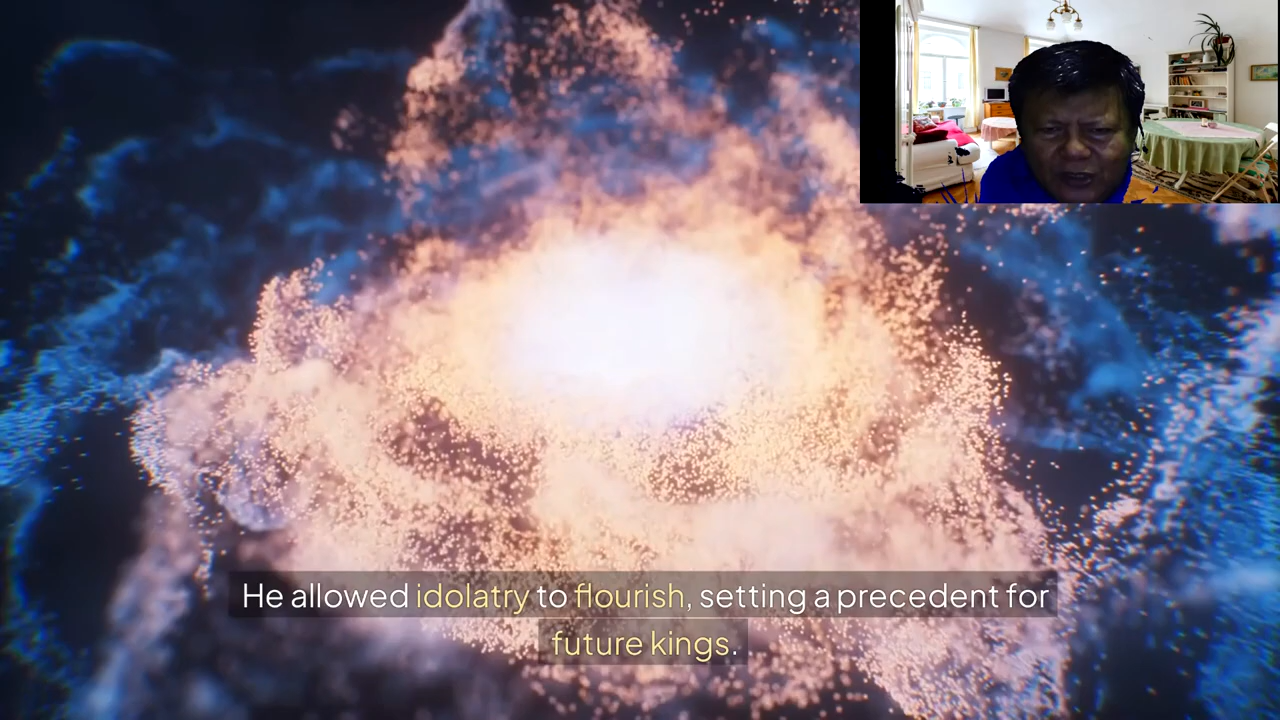 He allowed idolatry to flourish, setting a precedent for
future kings.